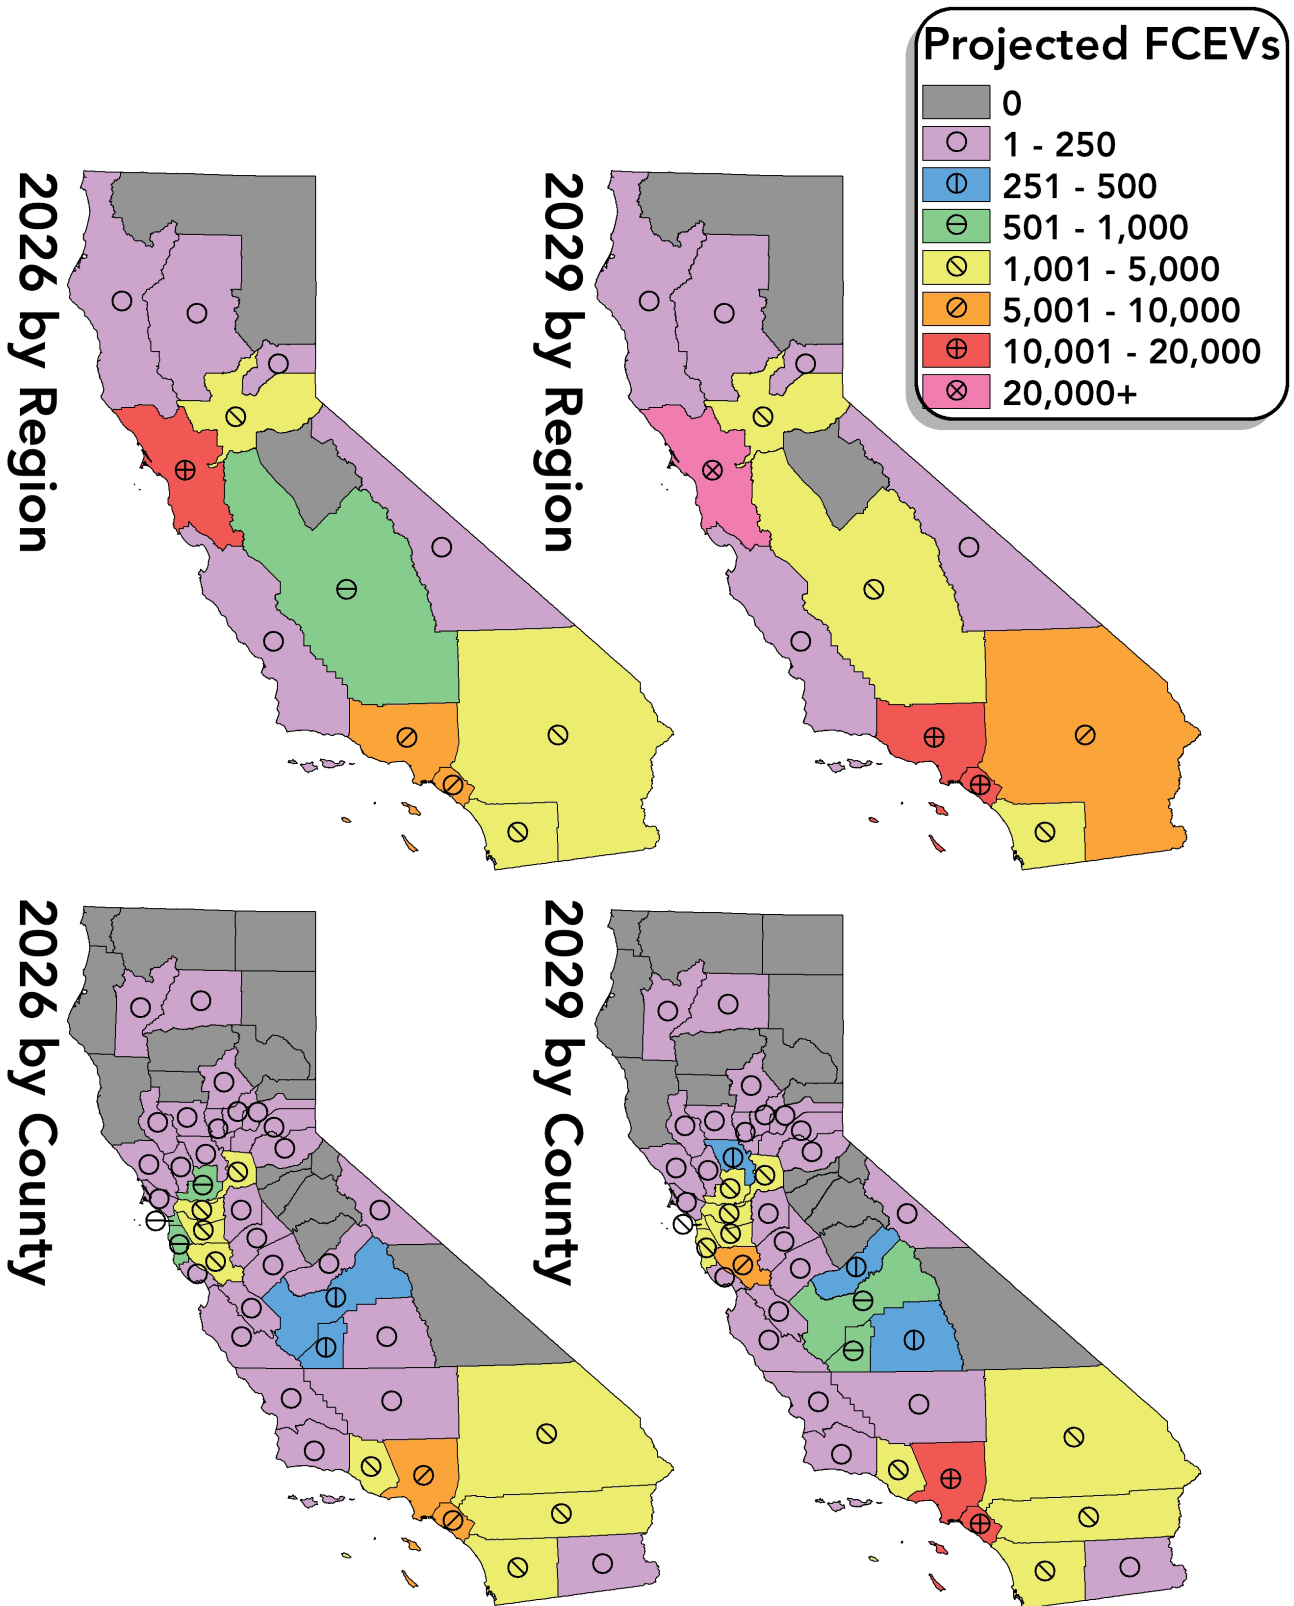 Projected FCEVs
0
1 - 250
251 - 500
501 - 1,000
1,001 - 5,000
5,001 - 10,000
10,001 - 20,000
20,000+
2026 by Region
2029 by Region
2026 by County
2029 by County